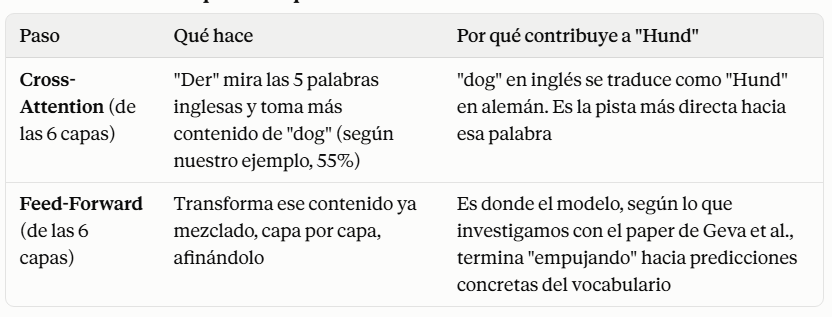 Paso
Qué hace
Por qué contribuye a "Hund"
Cross-
Attention (de
las 6 capas)
"Der" mira las 5 palabras
inglesas y toma más
contenido de "dog" (según
nuestro ejemplo, 55%)
"dog" en inglés se traduce como "Hund"
en alemán. Es la pista más directa hacia
esa palabra
Feed-Forward
(de las 6
capas)
Transforma ese contenido ya
mezclado, capa por capa,
afinándolo
Es donde el modelo, según lo que
investigamos con el paper de Geva et al.,
termina "empujando" hacia predicciones
concretas del vocabulario